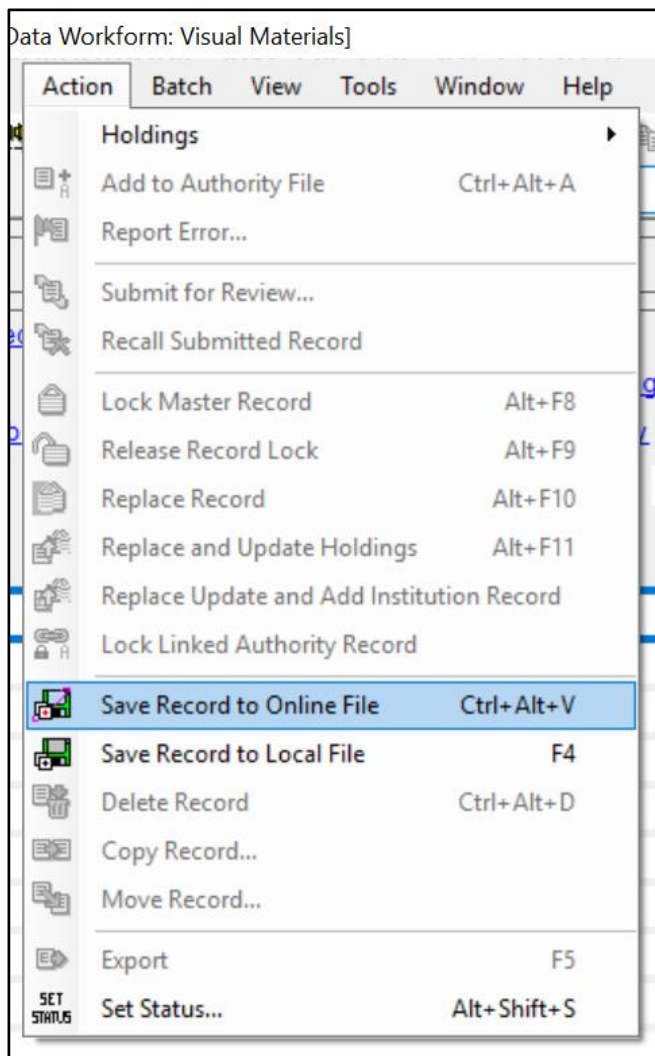 Data Workform: Visual Materials]
Action Batch View Tools Window Help
Holdings
Add to Authority File Ctrl+Alt+A
Report Error...
Submit for Review...
Recall Submitted Record
Lock Master Record Alt+F8
Release Record Lock Alt+F9
Replace Record Alt+F10
Replace and Update Holdings Alt+F11
Replace Update and Add Institution Record
Lock Linked Authority Record
Save Record to Online File Ctrl+Alt+V
Save Record to Local File F4
Delete Record Ctrl+Alt+D
Copy Record...
Move Record...
Export F5
SET
STATUS Set Status... Alt+Shift+S